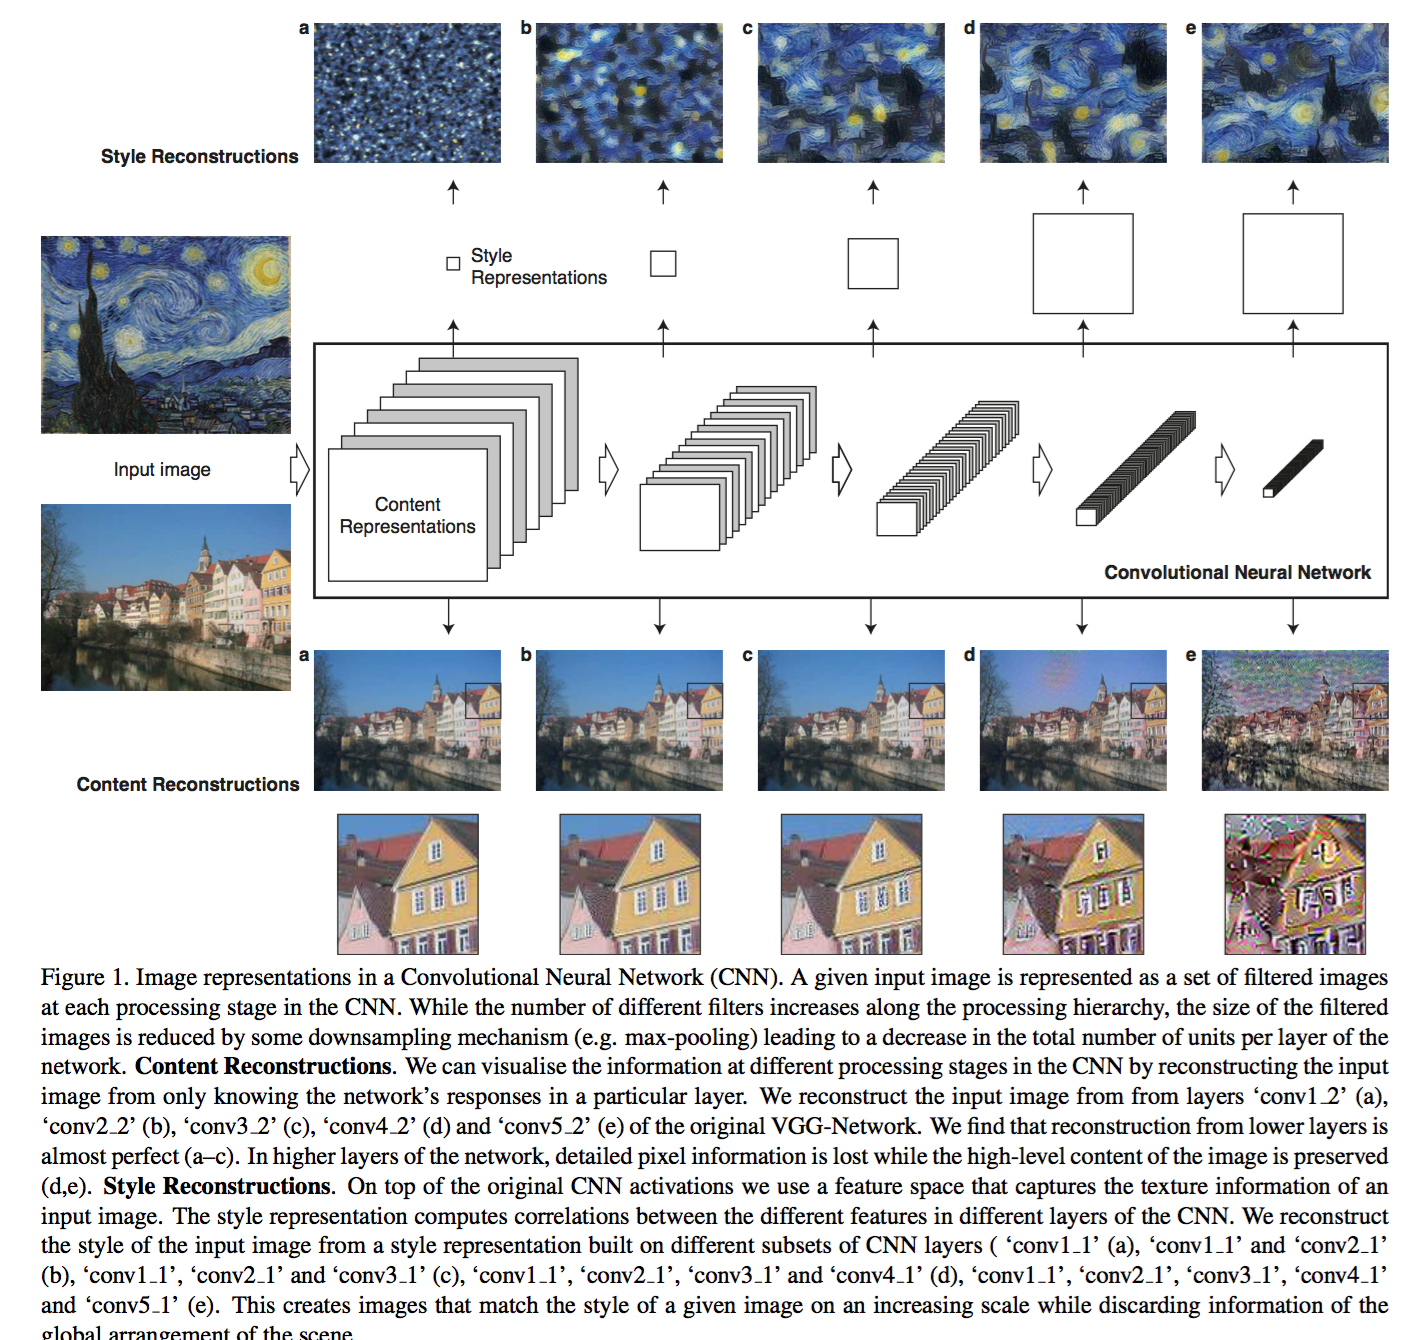 a
b
c
d
e
Style Reconstructions
Style
Representations
Input image
Content
Representations
Convolutional Neural Network
a
b
c
d
e
Content Reconstructions
Figure 1. Image representations in a Convolutional Neural Network (CNN). A given input image is represented as a set of filtered images
at each processing stage in the CNN. While the number of different filters increases along the processing hierarchy, the size of the filtered
images is reduced by some downsampling mechanism (e.g. max-pooling) leading to a decrease in the total number of units per layer of the
network. Content Reconstructions. We can visualise the information at different processing stages in the CNN by reconstructing the input
image from only knowing the network’s responses in a particular layer. We reconstruct the input image from from layers ‘conv1_2’ (a),
‘conv2_2’ (b), ‘conv3_2’ (c), ‘conv4_2’ (d) and ‘conv5_2’ (e) of the original VGG-Network. We find that reconstruction from lower layers is
almost perfect (a–c). In higher layers of the network, detailed pixel information is lost while the high-level content of the image is preserved
(d,e). Style Reconstructions. On top of the original CNN activations we use a feature space that captures the texture information of an
input image. The style representation computes correlations between the different features in different layers of the CNN. We reconstruct
the style of the input image from a style representation built on different subsets of CNN layers ( ‘conv1_1’ (a), ‘conv1_1’ and ‘conv2_1’
(b), ‘conv1_1’, ‘conv2_1’ and ‘conv3_1’ (c), ‘conv1_1’, ‘conv2_1’, ‘conv3_1’ and ‘conv4_1’ (d), ‘conv1_1’, ‘conv2_1’, ‘conv3_1’, ‘conv4_1’
and ‘conv5_1’ (e). This creates images that match the style of a given image on an increasing scale while discarding information of the
global arrangement of the scene